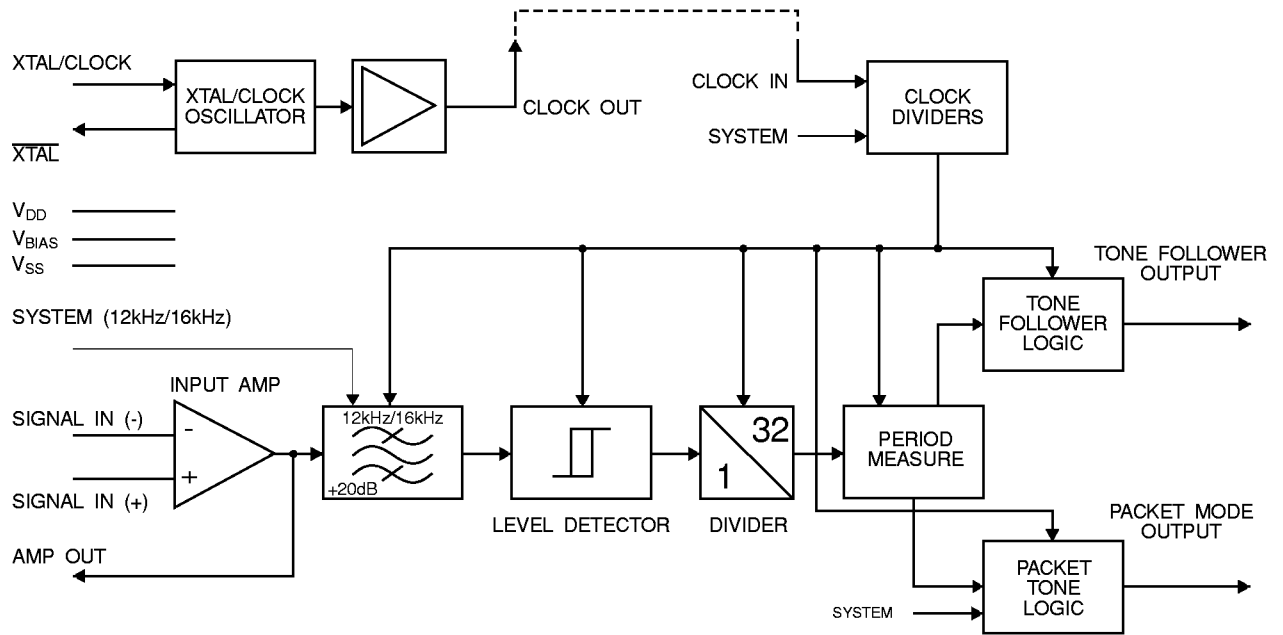 XTAL/CLOCK
XTAL/CLOCK
OSCILLATOR
XTAL
CLOCK OUT
CLOCK IN
SYSTEM
CLOCK
DIVIDERS
VDD
VBIAS
VSS
SYSTEM (12kHz/16kHz)
INPUT AMP
SIGNAL IN (-)
-
+
SIGNAL IN (+)
AMP OUT
12kHz/16kHz
+20dB
LEVEL DETECTOR
32
1
DIVIDER
PERIOD
MEASURE
TONE
FOLLOWER
LOGIC
TONE FOLLOWER
OUTPUT
PACKET MODE
OUTPUT
PACKET
TONE
LOGIC
SYSTEM